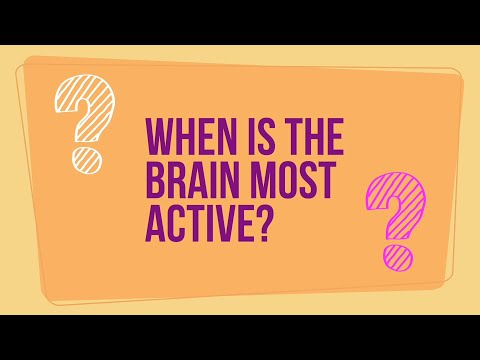 WHEN IS THE
BRAIN MOST
ACTIVE?